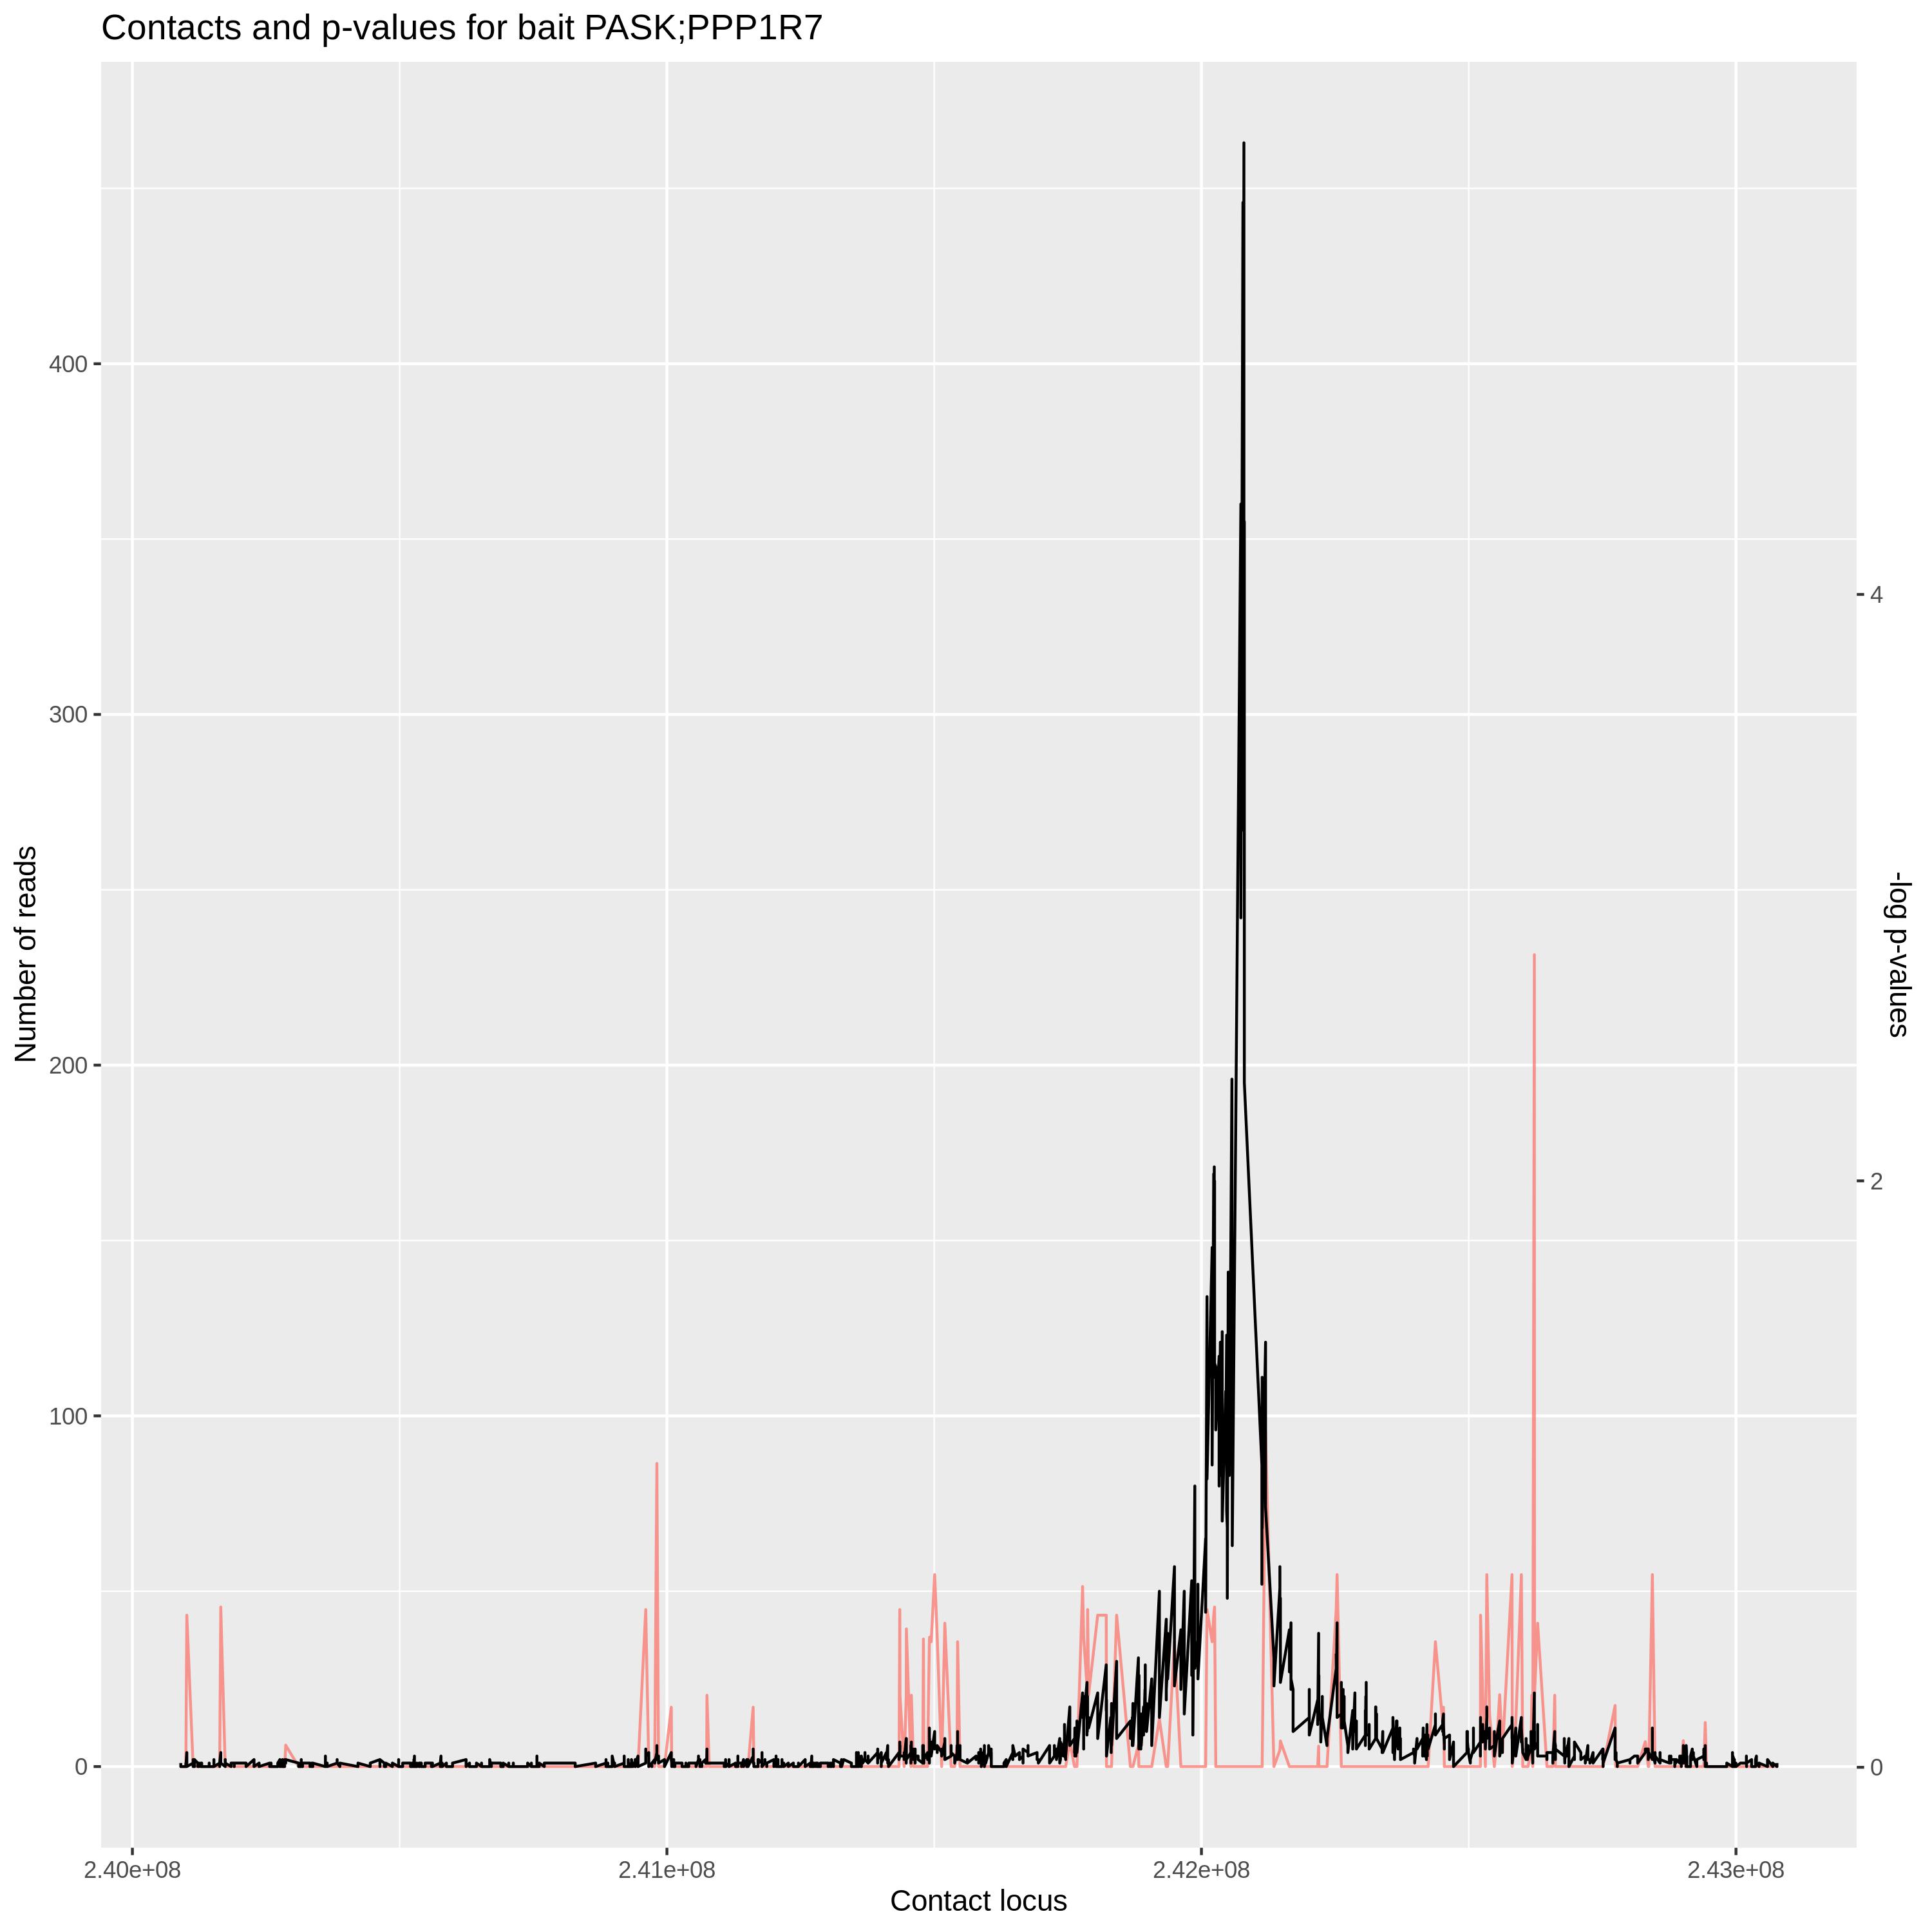 Contacts and p-values for bait PASK;PPP1R7
Number of reads
400
300
200
100
0
4
2
0
-log p-values
2.40e+08 2.41e+08 2.42e+08 2.43e+08
Contact locus